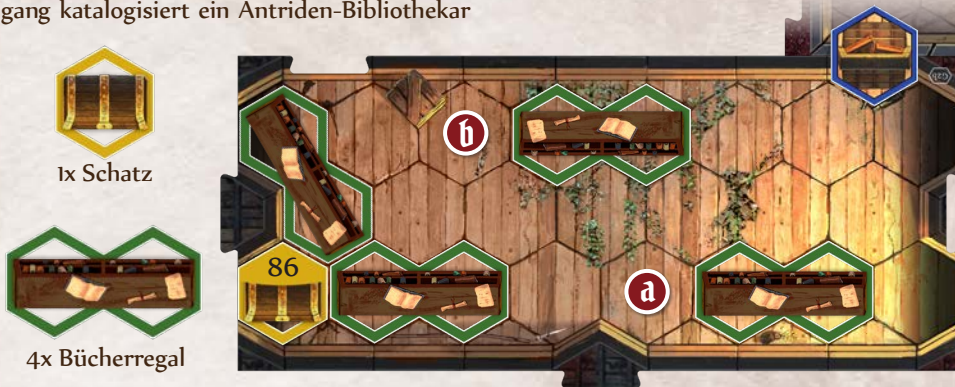 gang katalogisiert ein Antriden-Bibliothekar
1x Schatz
b
86
a
4x Bücherregal